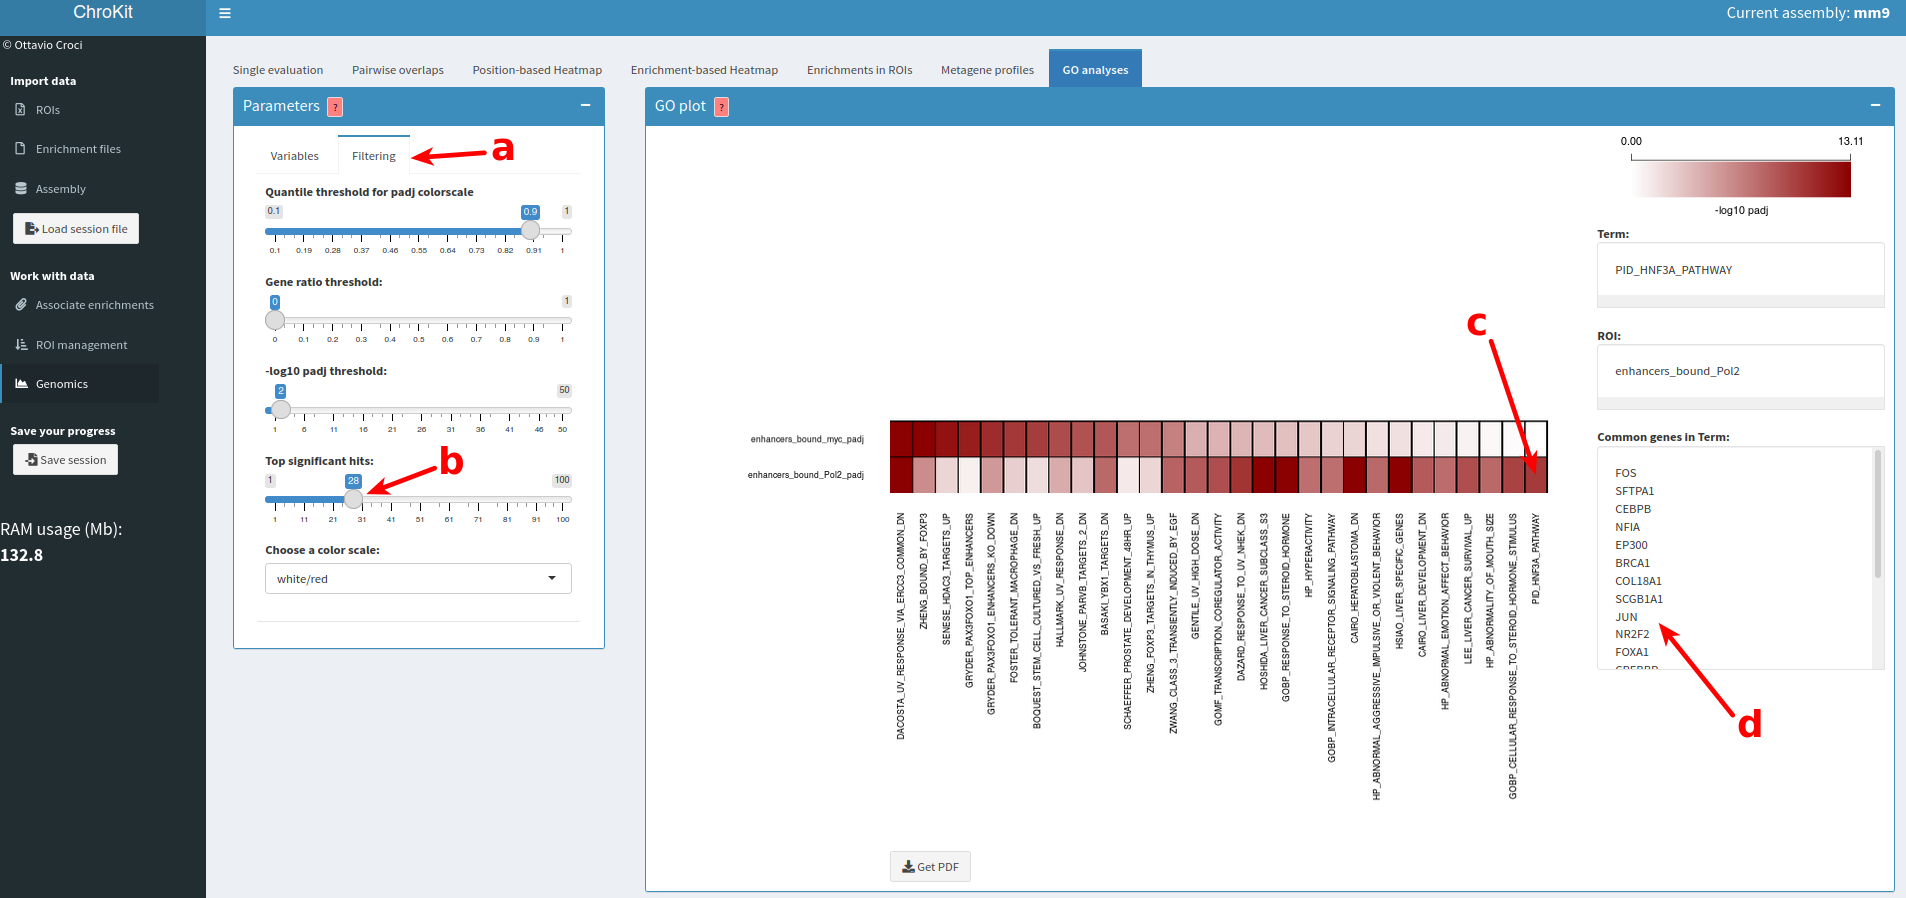 ChroKit
Current assembly: mm9
© Ottavio Croci
Import data
ROIs
Enrichment files
Assembly
Load session file
Work with data
Associate enrichments
ROI management
Genomics
Save your progress
Save session
RAM usage (Mb):
132.8
Single evaluation
Pairwise overlaps
Position-based Heatmap
Enrichment-based Heatmap
Enrichments in ROIs
Metagene profiles
GO analyses
Parameters ?
Variables
Filtering
a
Quantile threshold for padj colorscale
0.1 0.9 1
0.1 0.19 0.28 0.37 0.46 0.55 0.64 0.73 0.82 0.91 1
Gene ratio threshold:
0 1
0 0.1 0.2 0.3 0.4 0.5 0.6 0.7 0.8 0.9 1
-log10 padj threshold:
2 50
1 6 11 16 21 26 31 36 41 46 50
Top significant hits:
b
1 28 100
1 11 21 31 41 51 61 71 81 91 100
Choose a color scale:
white/red
GO plot ?
0.00 13.11
-log10 padj
c
enhancers_bound_myc_padj
enhancers_bound_Pol2_padj
DACOSTA_UV_RESPONSE_VIA_ERCC3_COMMON_DN
ZHENG_BOUND_BY_FOXP3
SENESE_HDAC3_TARGETS_UP
GRYDER_PAX3FOXO1_TOP_ENHANCERS
GRYDER_PAX3FOXO1_ENHANCERS_KO_DOWN
FOSTER_TOLERANT_MACROPHAGE_DN
BOQUEST_STEM_CELL_CULTURED_VS_FRESH_UP
HALLMARK_UV_RESPONSE_DN
JOHNSTONE_PARVB_TARGETS_2_DN
BASAKI_YBX1_TARGETS_DN
SCHAEFFER_PROSTATE_DEVELOPMENT_48HR_UP
ZHENG_FOXP3_TARGETS_IN_THYMUS_UP
ZWANG_CLASS_3_TRANSIENTLY_INDUCED_BY_EGF
GENTILE_UV_HIGH_DOSE_DN
GOMF_TRANSCRIPTION_COREGULATOR_ACTIVITY
DAZARD_RESPONSE_TO_UV_NHEK_DN
HOSHIDA_LIVER_CANCER_SUBCLASS_S3
GOBP_RESPONSE_TO_STEROID_HORMONE
HP_HYPERACTIVITY
GOBP_INTRACELLULAR_RECEPTOR_SIGNALING_PATHWAY
CAIRO_HEPATOBLASTOMA_DN
HP_ABNORMAL_AGGRESSIVE_IMPULSIVE_OR_VIOLENT_BEHAVIOR
HSIAO_LIVER_SPECIFIC_GENES
CAIRO_LIVER_DEVELOPMENT_DN
HP_ABNORMAL_EMOTION_AFFECT_BEHAVIOR
LEE_LIVER_CANCER_SURVIVAL_UP
HP_ABNORMALITY_OF_MOUTH_SIZE
GOBP_CELLULAR_RESPONSE_TO_STEROID_HORMONE_STIMULUS
PID_HNF3A_PATHWAY
Get PDF
Term:
PID_HNF3A_PATHWAY
ROI:
enhancers_bound_Pol2
Common genes in Term:
FOS
SFTPA1
CEBPB
NFIA
EP300
BRCA1
COL18A1
SCGB1A1
JUN
NR2F2
FOXA1
d